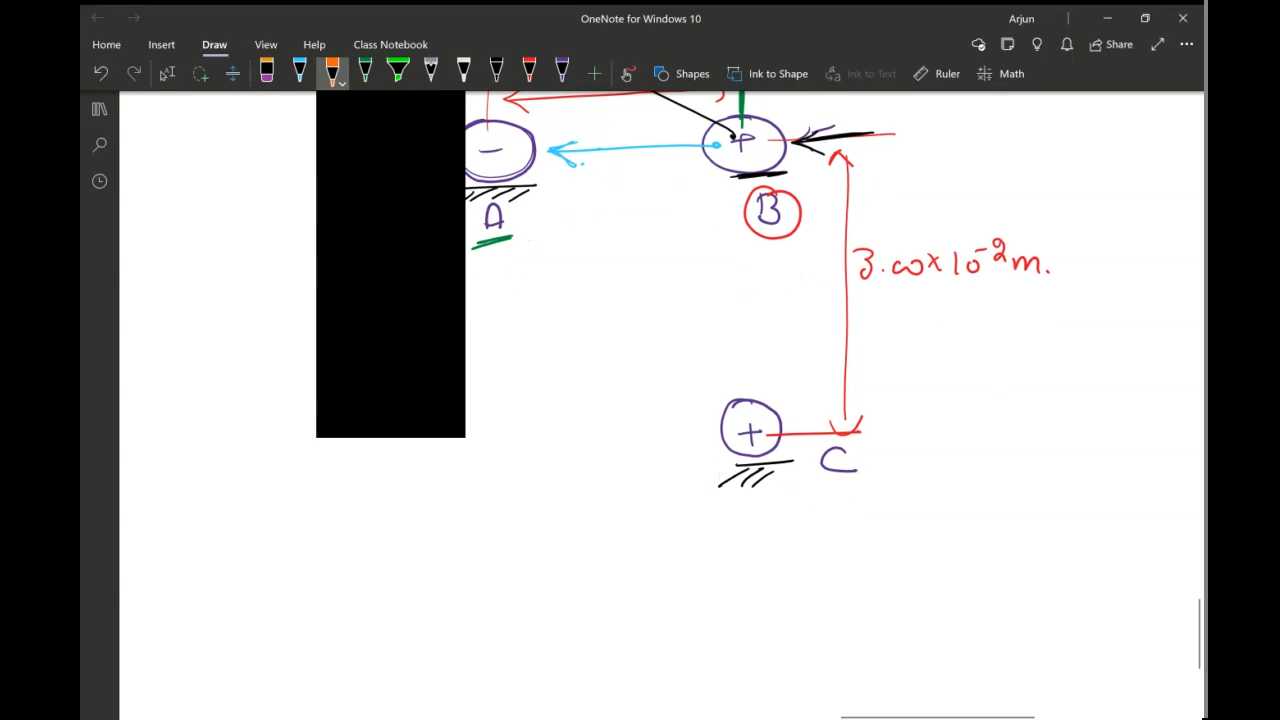 OneNote for Windows 10
Arjun
Home Insert Draw View Help Class Notebook
Share
Shapes Ink to Shape Ink to Text Ruler Math
- +
A
B
3.00×10⁻²m.
+
C